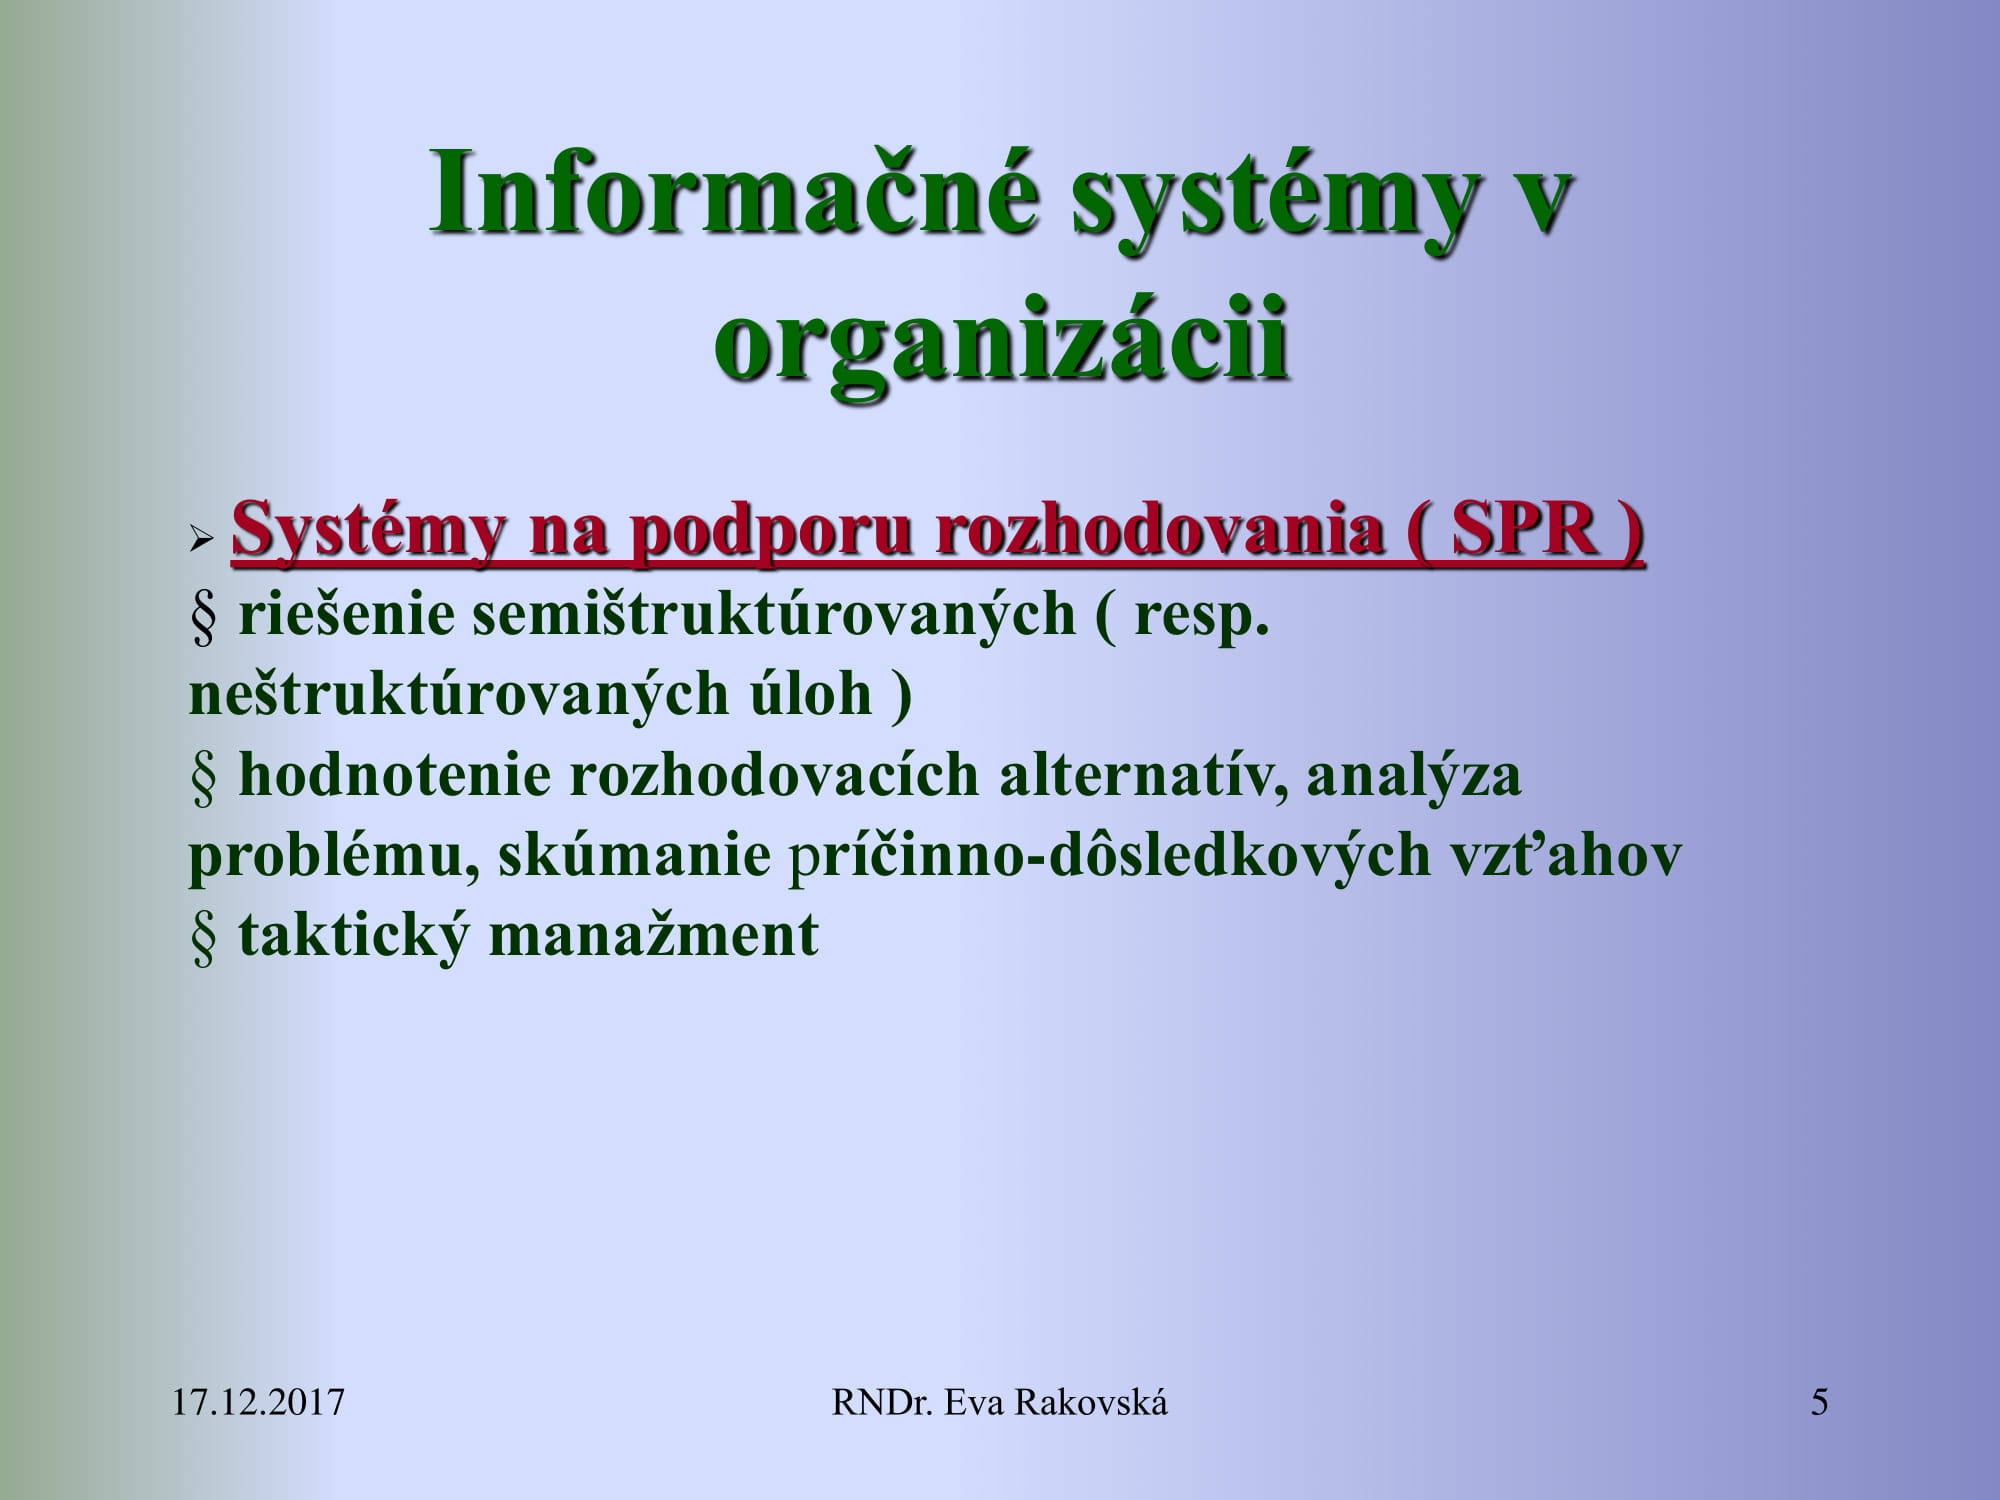 Informačné systémy v
organizácii
➢ Systémy na podporu rozhodovania ( SPR )
§ riešenie semištruktúrovaných ( resp.
neštruktúrovaných úloh )
§ hodnotenie rozhodovacích alternatív, analýza
problému, skúmanie príčinno-dôsledkových vzťahov
§ taktický manažment
17.12.2017 RNDr. Eva Rakovská 5